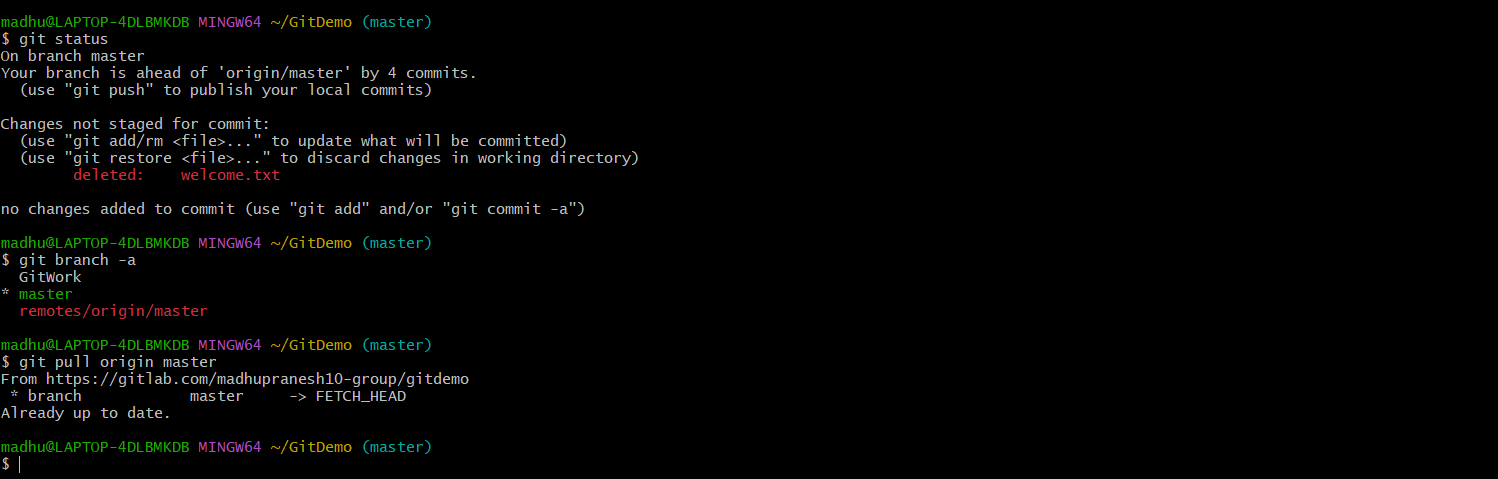 madhu@LAPTOP-4DLBMKDB MINGW64 ~/GitDemo (master)
$ git status
On branch master
Your branch is ahead of 'origin/master' by 4 commits.
  (use "git push" to publish your local commits)

Changes not staged for commit:
  (use "git add/rm <file>..." to update what will be committed)
  (use "git restore <file>..." to discard changes in working directory)
        deleted:    welcome.txt

no changes added to commit (use "git add" and/or "git commit -a")

madhu@LAPTOP-4DLBMKDB MINGW64 ~/GitDemo (master)
$ git branch -a
  GitWork
* master
  remotes/origin/master

madhu@LAPTOP-4DLBMKDB MINGW64 ~/GitDemo (master)
$ git pull origin master
From https://gitlab.com/madhupranesh10-group/gitdemo
 * branch            master     -> FETCH_HEAD
Already up to date.

madhu@LAPTOP-4DLBMKDB MINGW64 ~/GitDemo (master)
$